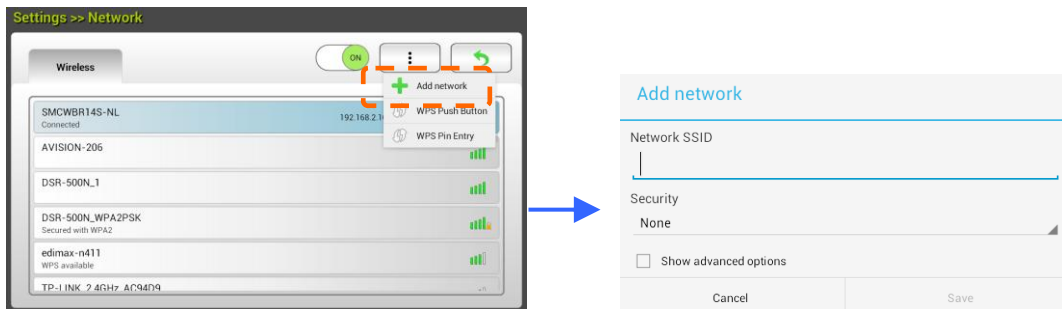 Settings >> Network
Wireless
ON
Add network
WPS Push Button
WPS Pin Entry
SMCWBR14S-NL
Connected
192.168.2.1
AVISION-206
DSR-500N_1
DSR-500N_WPA2PSK
Secured with WPA2
edimax-n411
WPS available
TP-LINK_2.4GHz_AC94D9
Add network
Network SSID
Security
None
Show advanced options
Cancel
Save